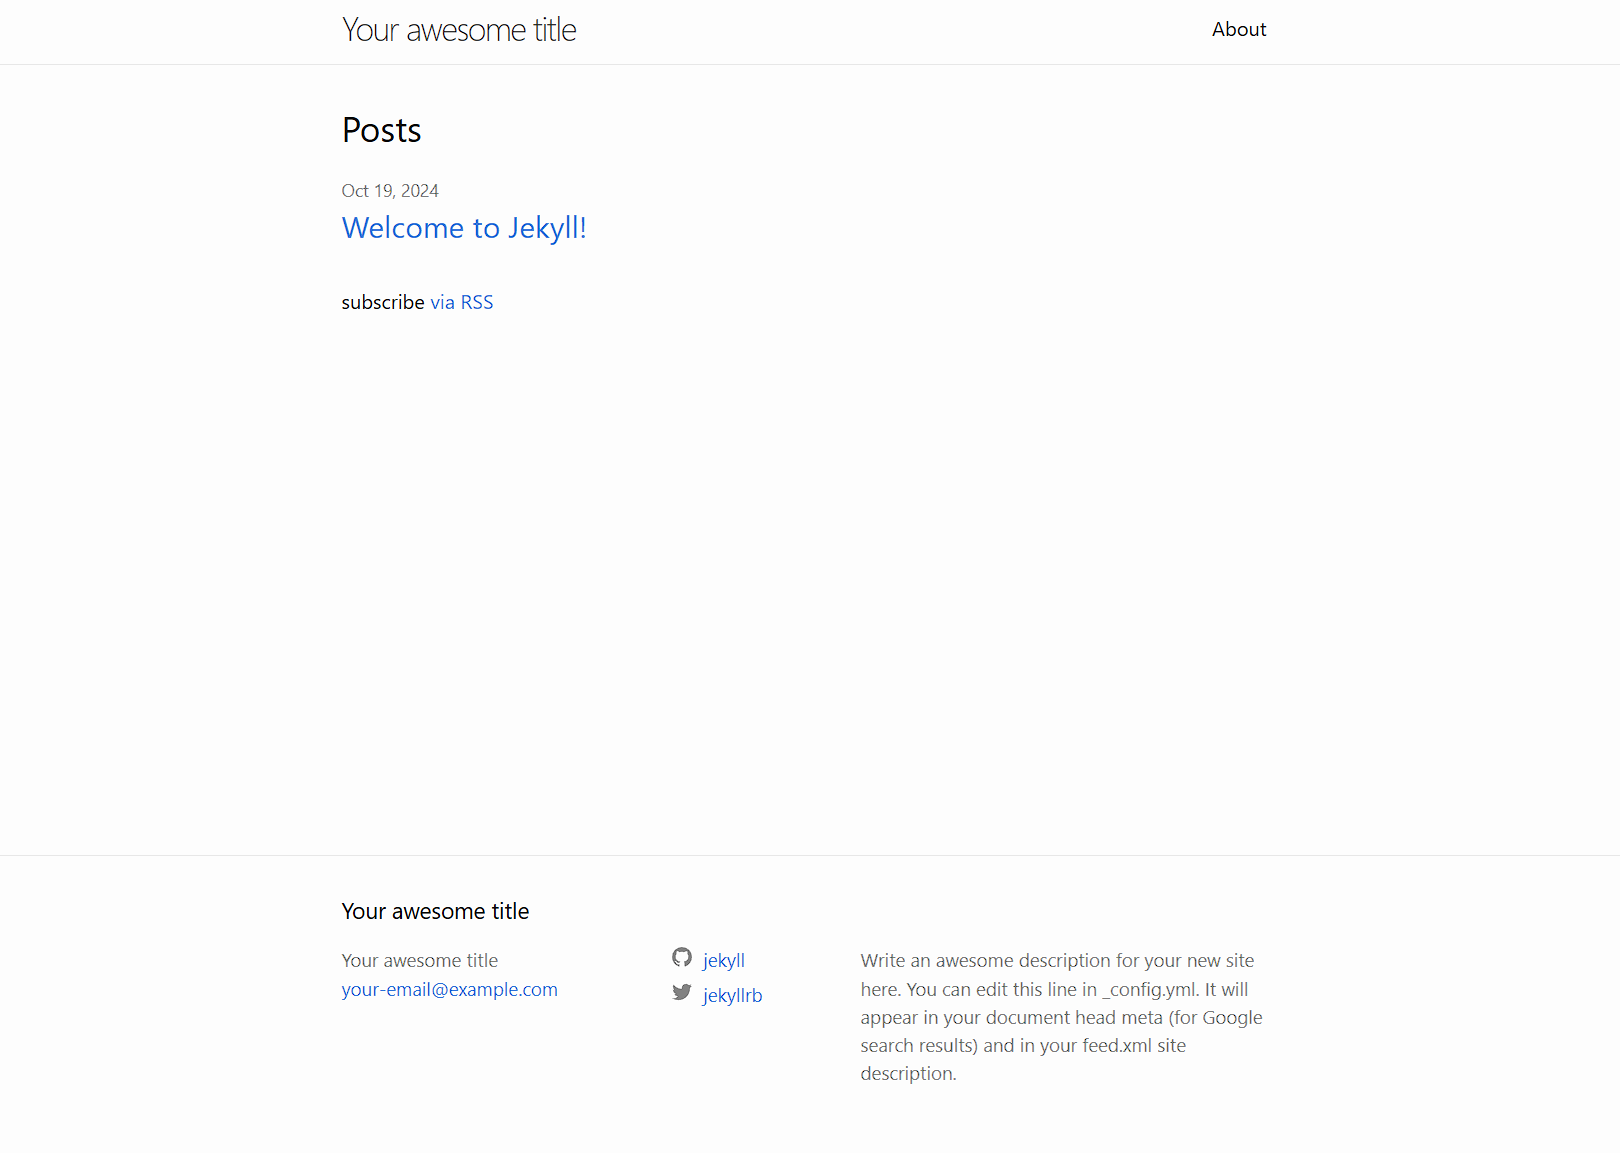 Your awesome title
About
Posts
Oct 19, 2024
Welcome to Jekyll!
subscribe via RSS
Your awesome title
Your awesome title
your-email@example.com
jekyll
jekyllrb
Write an awesome description for your new site
here. You can edit this line in _config.yml. It will
appear in your document head meta (for Google
search results) and in your feed.xml site
description.